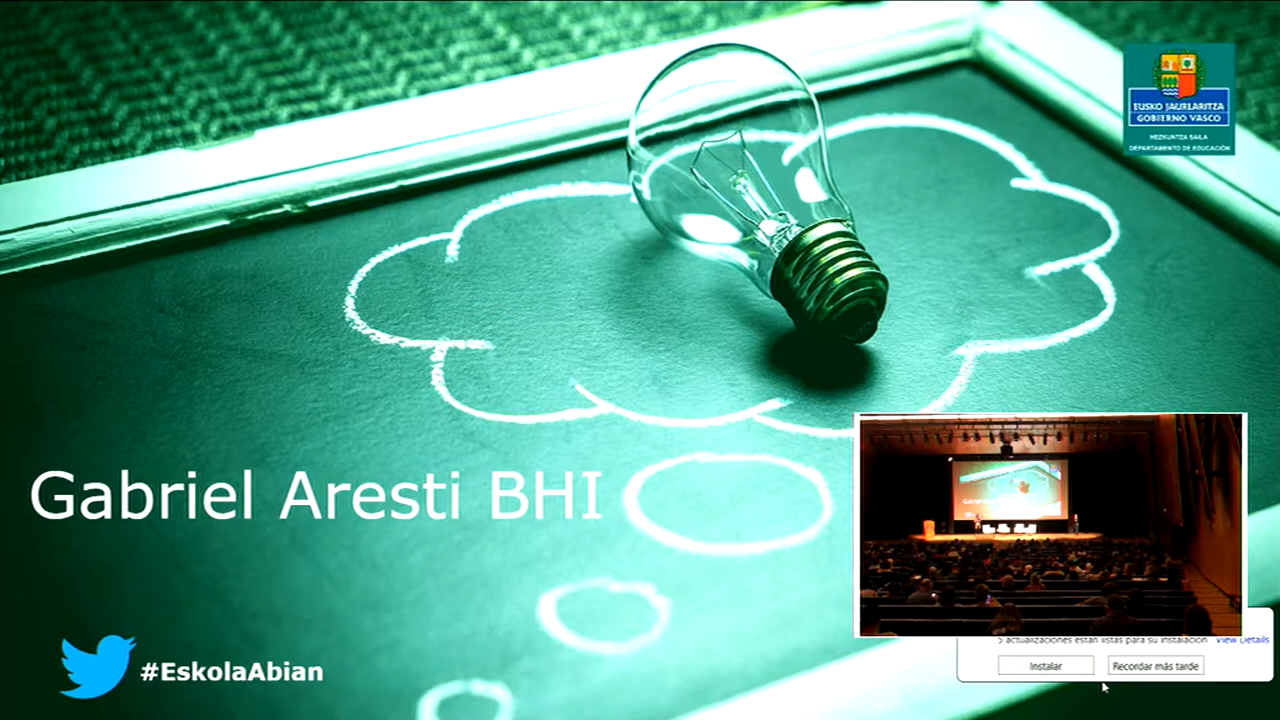 EUSKO JAURLARITZA
GOBIERNO VASCO
HEZKUNTZA SAILA
DEPARTAMENTO DE EDUCACIÓN
Gabriel Aresti BHI
#EskolaAbian
5 actualizaciones están listas para su instalación View Details
Instalar Recordar más tarde